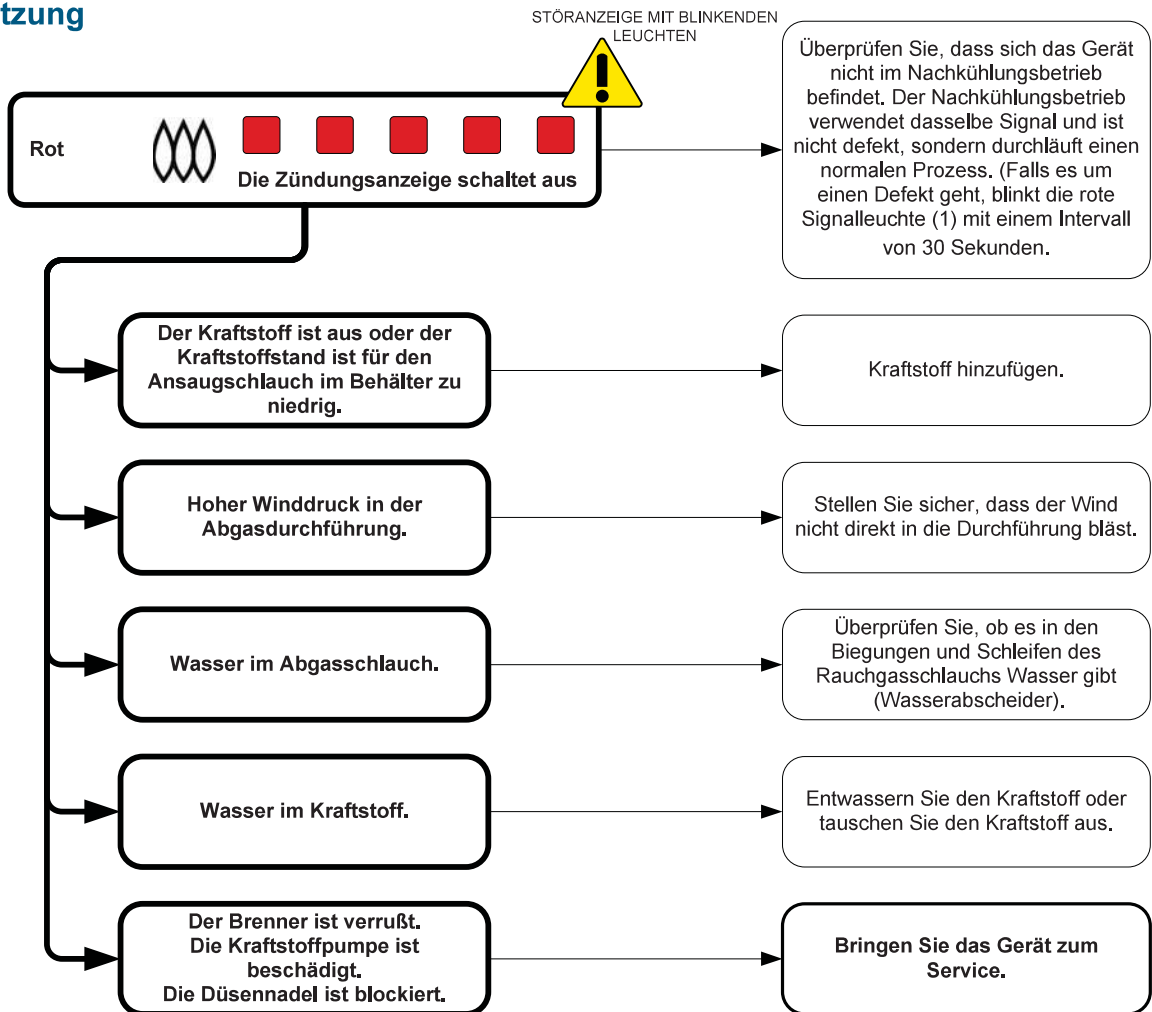 tzung
STÖRANZEIGE MIT BLINKENDEN
LEUCHTEN
Rot
Die Zündungsanzeige schaltet aus
Überprüfen Sie, dass sich das Gerät
nicht im Nachkühlungsbetrieb
befindet. Der Nachkühlungsbetrieb
verwendet dasselbe Signal und ist
nicht defekt, sondern durchläuft einen
normalen Prozess. (Falls es um
einen Defekt geht, blinkt die rote
Signalleuchte (1) mit einem Intervall
von 30 Sekunden.
Der Kraftstoff ist aus oder der
Kraftstoffstand ist für den
Ansaugschlauch im Behälter zu
niedrig.
Kraftstoff hinzufügen.
Hoher Winddruck in der
Abgasdurchführung.
Stellen Sie sicher, dass der Wind
nicht direkt in die Durchführung bläst.
Wasser im Abgasschlauch.
Überprüfen Sie, ob es in den
Biegungen und Schleifen des
Rauchgasschlauchs Wasser gibt
(Wasserabscheider).
Wasser im Kraftstoff.
Entwassern Sie den Kraftstoff oder
tauschen Sie den Kraftstoff aus.
Der Brenner ist verrußt.
Die Kraftstoffpumpe ist
beschädigt.
Die Düsennadel ist blockiert.
Bringen Sie das Gerät zum
Service.